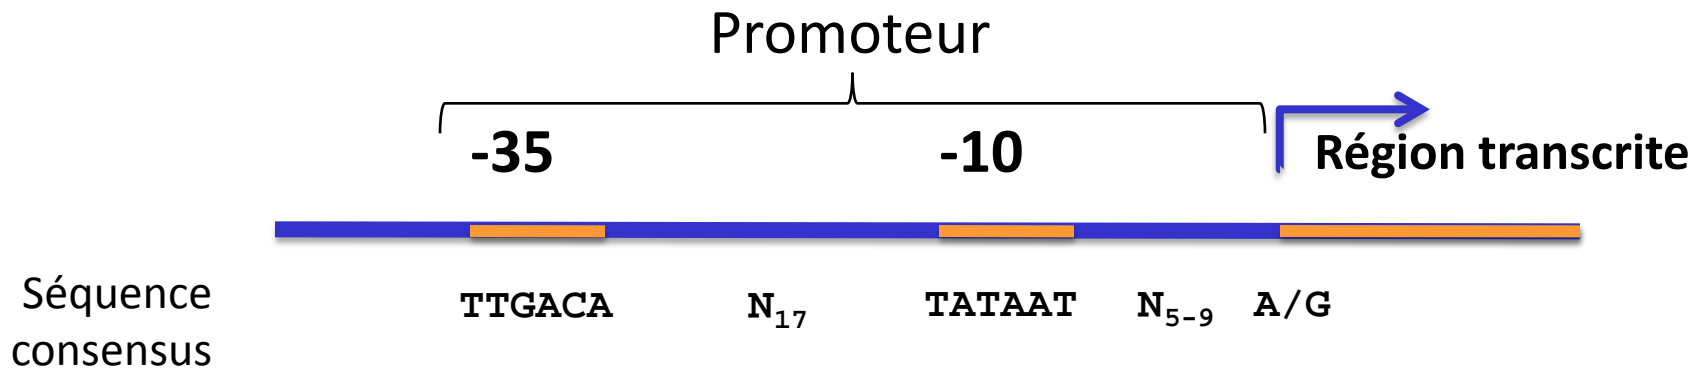 Promoteur
-35 -10 Région transcrite
Séquence
consensus
TTGACA N17 TATAAT N5-9 A/G